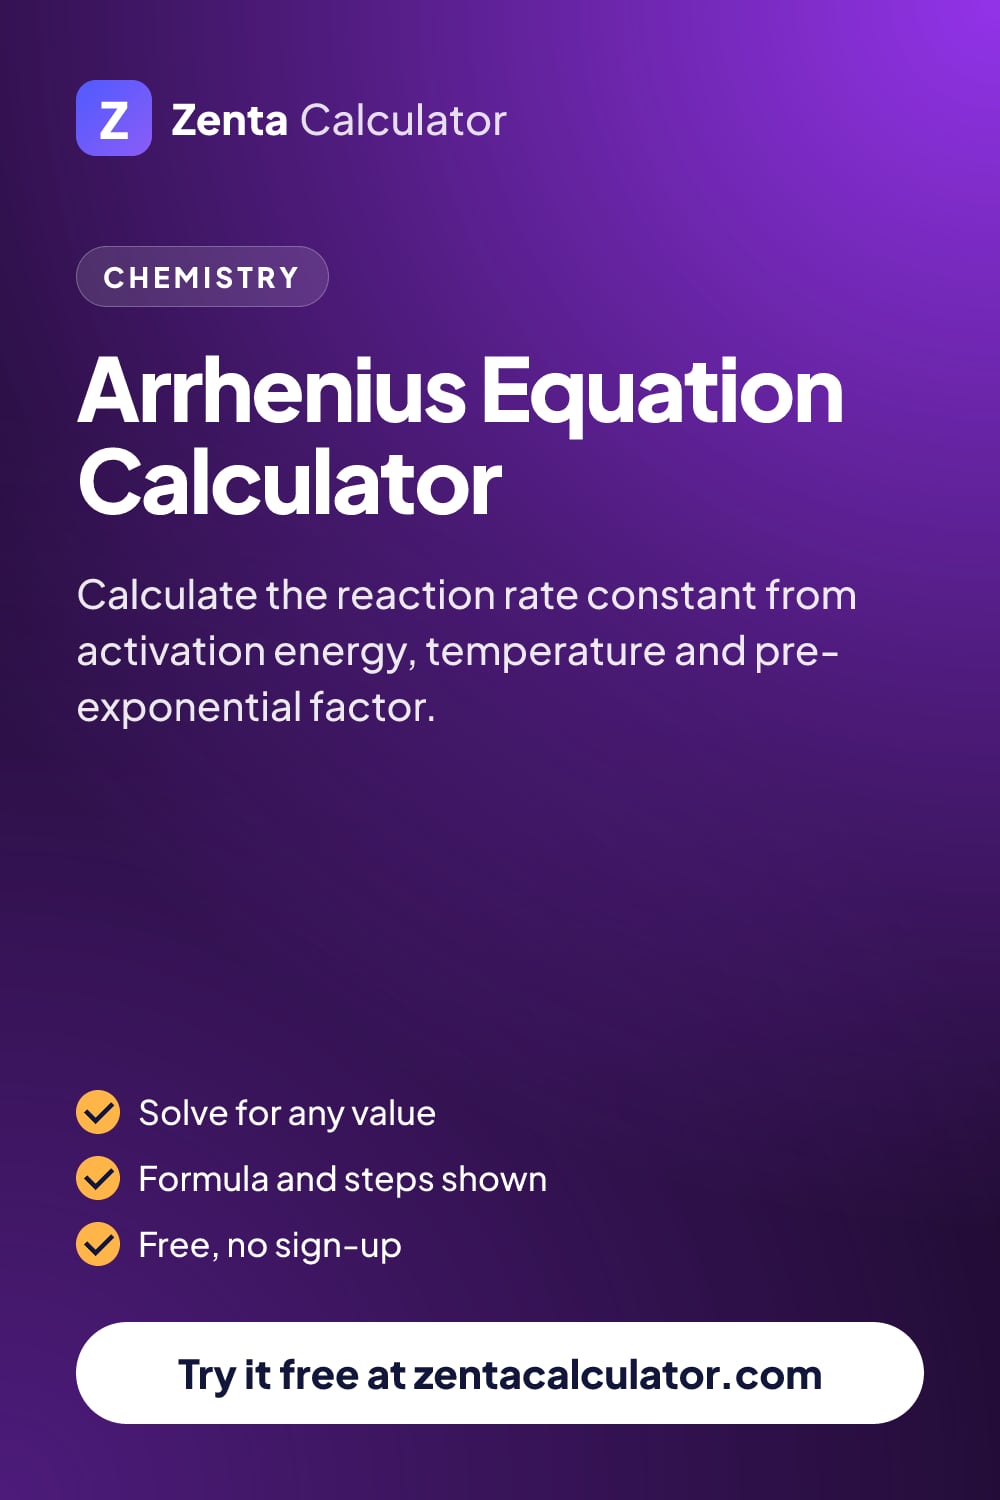 Z Zenta Calculator
CHEMISTRY
Arrhenius Equation
Calculator
Calculate the reaction rate constant from
activation energy, temperature and pre-
exponential factor.
Solve for any value
Formula and steps shown
Free, no sign-up
Try it free at zentacalculator.com